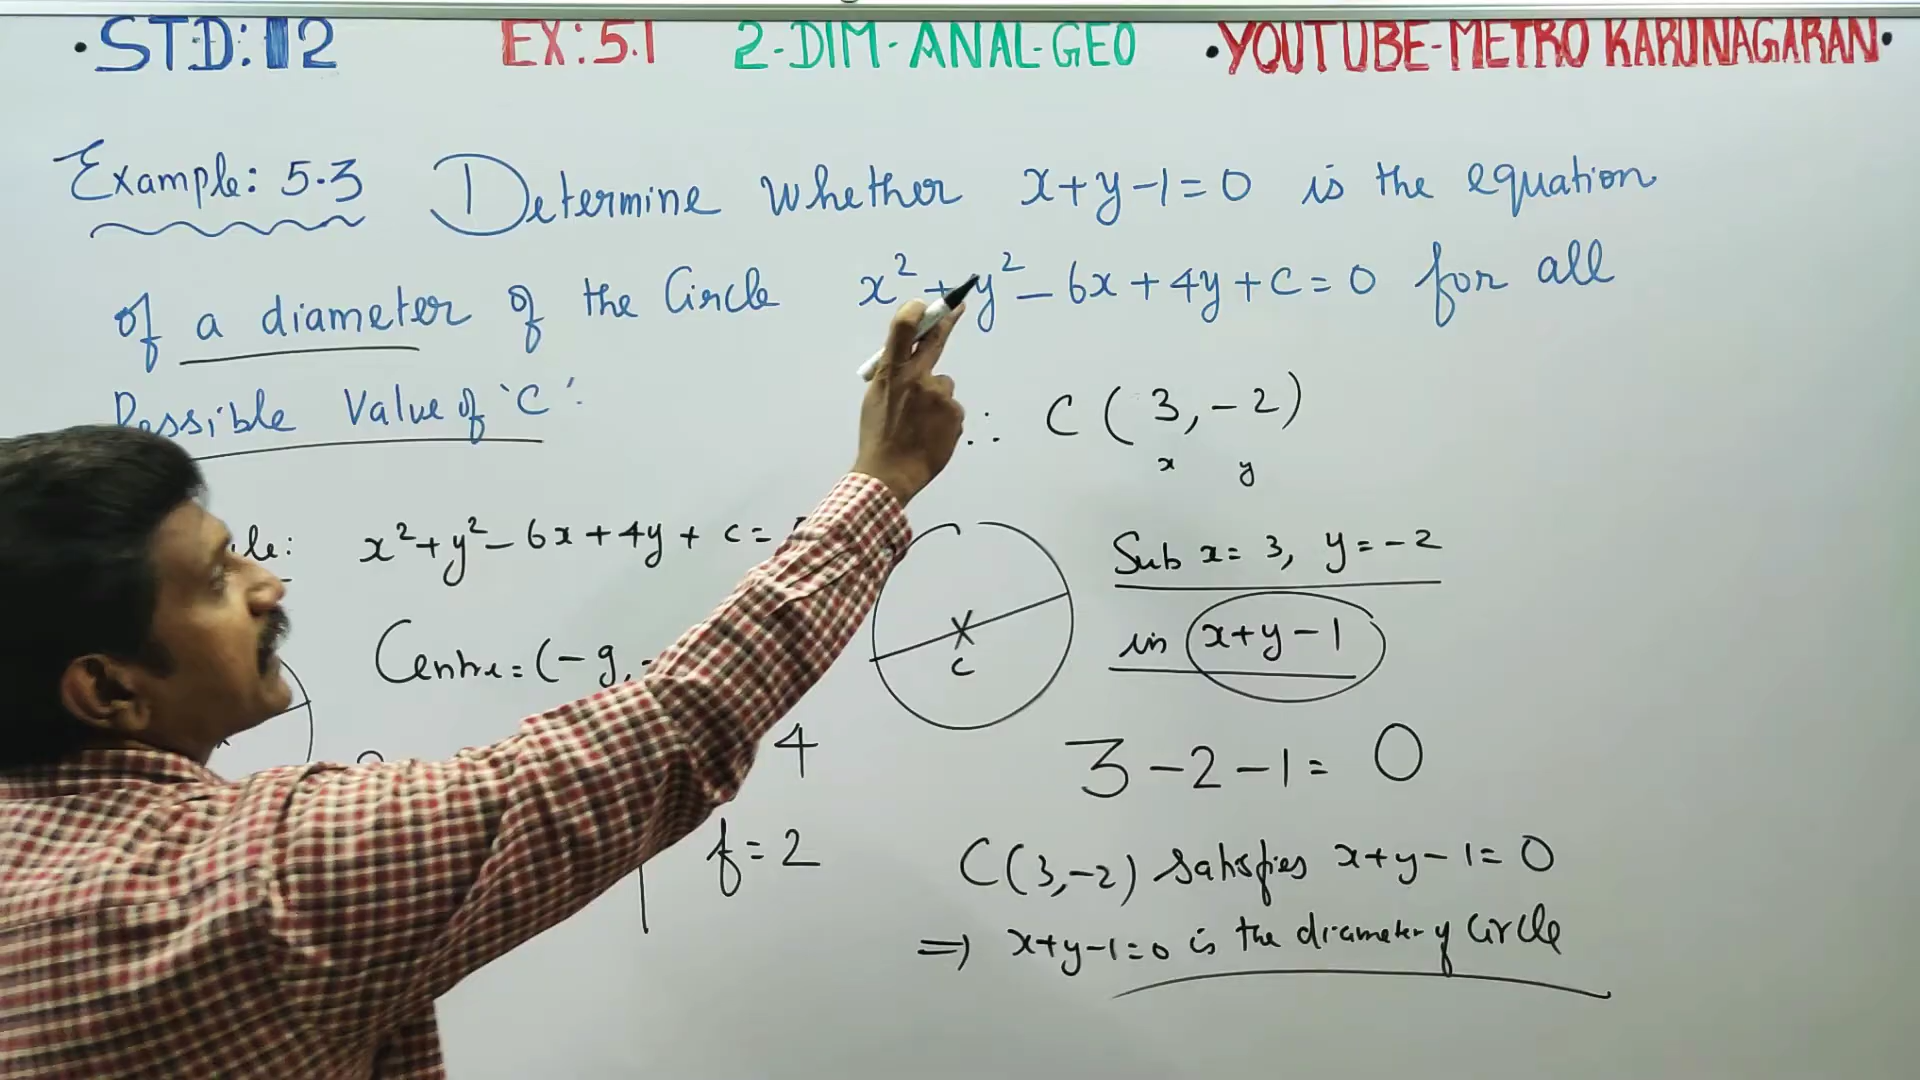 •STD: 12 EX: 5.1 2-DIM-ANAL-GEO •YOUTUBE-METRO KARUNAGARAN•
Example: 5.3 Determine whether x+y-1=0 is the equation
of a diameter of the Circle x²+y²-6x+4y+c=0 for all
Possible Value of 'C'.
∴ C(3,-2)
x y
x²+y²-6x+4y+c=
Sub x=3, y=-2
in x+y-1
Centre=(-g,
C
4
3-2-1=0
f=2
C(3,-2) satisfies x+y-1=0
⇒ x+y-1=0 is the diameter of Circle